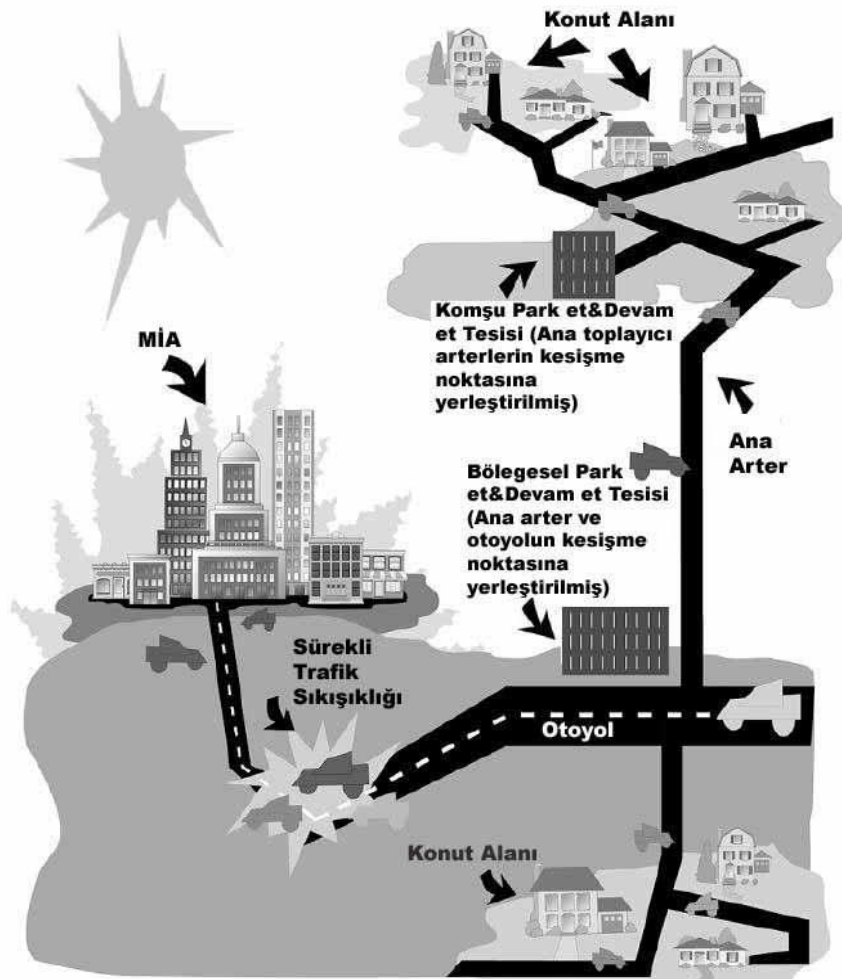 Konut Alanı
Komşu Park et&Devam
et Tesisi (Ana toplayıcı
arterlerin kesişme
noktasına
yerleştirilmiş)
MİA
Ana
Arter
Bölegesel Park
et&Devam et Tesisi
(Ana arter ve
otoyolun kesişme
noktasına
yerleştirilmiş)
Sürekli
Trafik
Sıkışıklığı
Otoyol
Konut Alanı